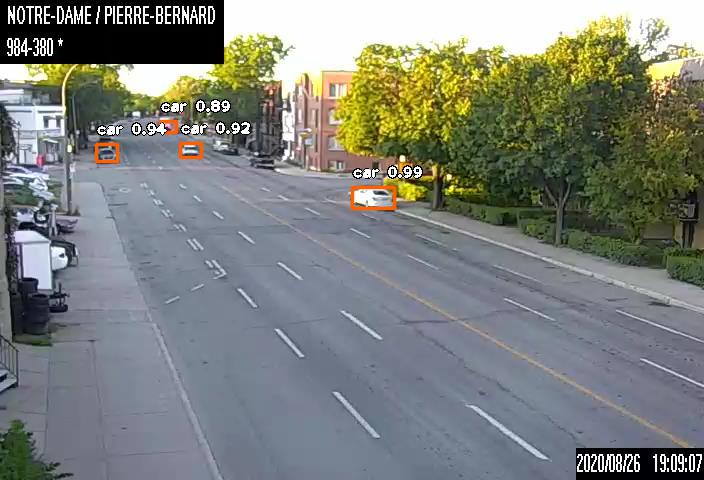 NOTRE-DAME / PIERRE-BERNARD
984-380 *
car 0.89
car 0.94
car 0.92
car 0.99
2020/08/26 19:09:07